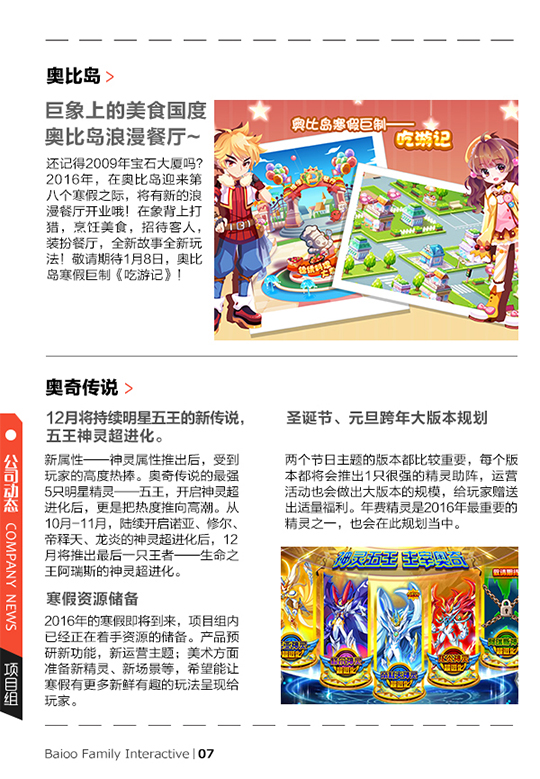 奥比岛 >
巨象上的美食国度
奥比岛浪漫餐厅~
还记得2009年宝石大厦吗？
2016年，在奥比岛迎来第
八个寒假之际，将有新的浪
漫餐厅开业哦！在象背上打
猎，烹饪美食，招待客人，
装扮餐厅，全新故事全新玩
法！敬请期待1月8日，奥比
岛寒假巨制《吃游记》！
奥比岛寒假巨制——
吃游记
奥奇传说 >
12月将持续明星五王的新传说，
五王神灵超进化。
新属性——神灵属性推出后，受到
玩家的高度热捧。奥奇传说的最强
5只明星精灵——五王，开启神灵超
进化后，更是把热度推向高潮。从
10月-11月，陆续开启诺亚、修尔、
帝释天、龙炎的神灵超进化后，12
月将推出最后一只王者——生命之
王阿瑞斯的神灵超进化。
寒假资源储备
2016年的寒假即将到来，项目组内
已经正在着手资源的储备。产品预
研新功能，新运营主题；美术方面
准备新精灵、新场景等，希望能让
寒假有更多新鲜有趣的玩法呈现给
玩家。
圣诞节、元旦跨年大版本规划
两个节日主题的版本都比较重要，每个版
本都将会推出1只很强的精灵助阵，运营
活动也会做出大版本的规模，给玩家赠送
出适量福利。年费精灵是2016年最重要的
精灵之一，也会在此规划当中。
神灵五王 主宰奥奇
敬请期待
超进化
超进化
超进化
超进化
公司动态 COMPANY NEWS
项目组
Baioo Family Interactive | 07